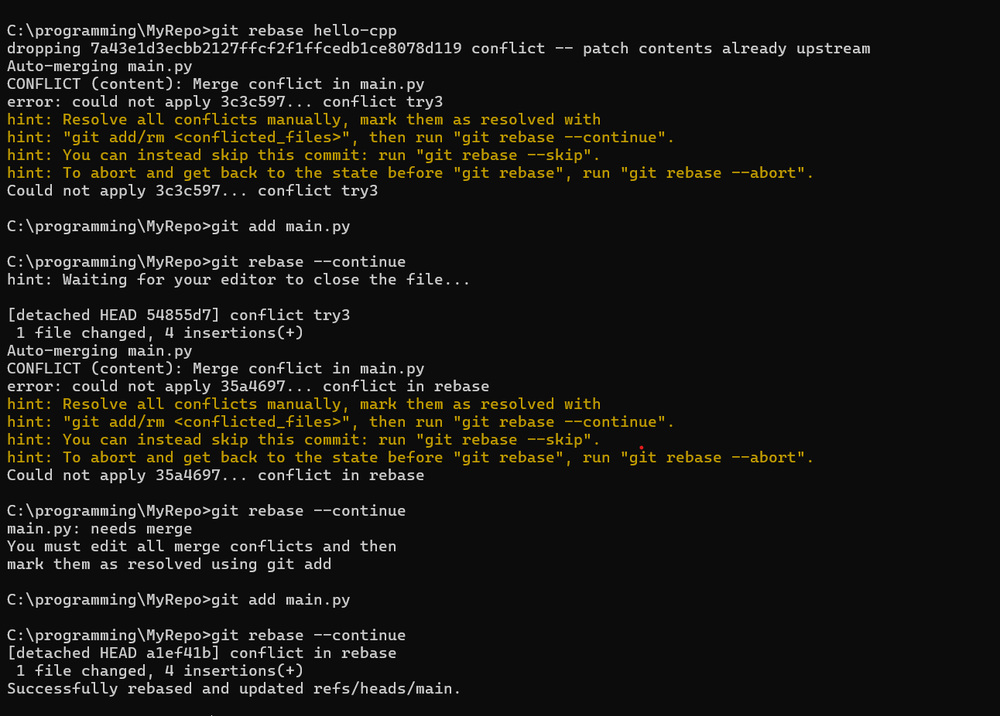 C:\programming\MyRepo>git rebase hello-cpp
dropping 7a43e1d3ecbb2127ffcf2f1ffcedb1ce8078d119 conflict -- patch contents already upstream
Auto-merging main.py
CONFLICT (content): Merge conflict in main.py
error: could not apply 3c3c597... conflict try3
hint: Resolve all conflicts manually, mark them as resolved with
hint: "git add/rm <conflicted_files>", then run "git rebase --continue".
hint: You can instead skip this commit: run "git rebase --skip".
hint: To abort and get back to the state before "git rebase", run "git rebase --abort".
Could not apply 3c3c597... conflict try3
C:\programming\MyRepo>git add main.py
C:\programming\MyRepo>git rebase --continue
hint: Waiting for your editor to close the file...
[detached HEAD 54855d7] conflict try3
 1 file changed, 4 insertions(+)
Auto-merging main.py
CONFLICT (content): Merge conflict in main.py
error: could not apply 35a4697... conflict in rebase
hint: Resolve all conflicts manually, mark them as resolved with
hint: "git add/rm <conflicted_files>", then run "git rebase --continue".
hint: You can instead skip this commit: run "git rebase --skip".
hint: To abort and get back to the state before "git rebase", run "git rebase --abort".
Could not apply 35a4697... conflict in rebase
C:\programming\MyRepo>git rebase --continue
main.py: needs merge
You must edit all merge conflicts and then
mark them as resolved using git add
C:\programming\MyRepo>git add main.py
C:\programming\MyRepo>git rebase --continue
[detached HEAD a1ef41b] conflict in rebase
 1 file changed, 4 insertions(+)
Successfully rebased and updated refs/heads/main.